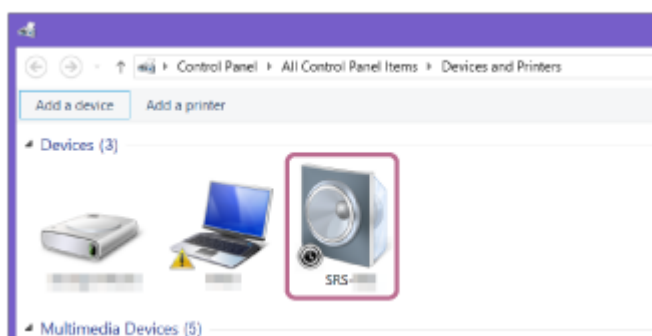 Control Panel All Control Panel Items Devices and Printers
Add a device Add a printer
Devices (3)
SRS-
Multimedia Devices (5)